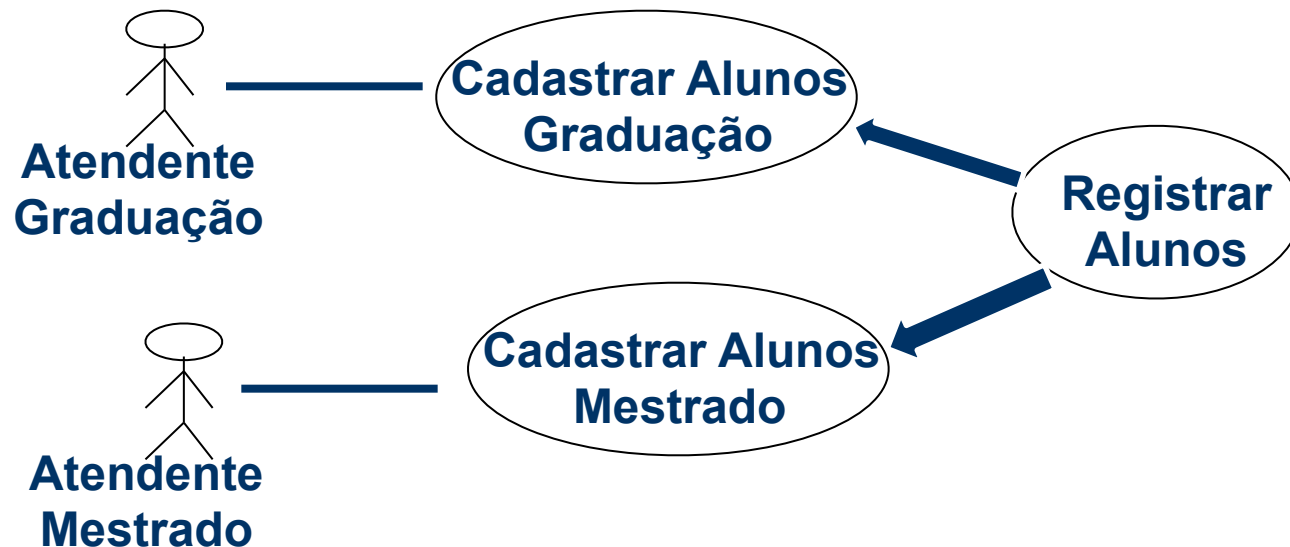 Cadastrar Alunos
Graduação
Atendente
Graduação
Registrar
Alunos
Cadastrar Alunos
Mestrado
Atendente
Mestrado